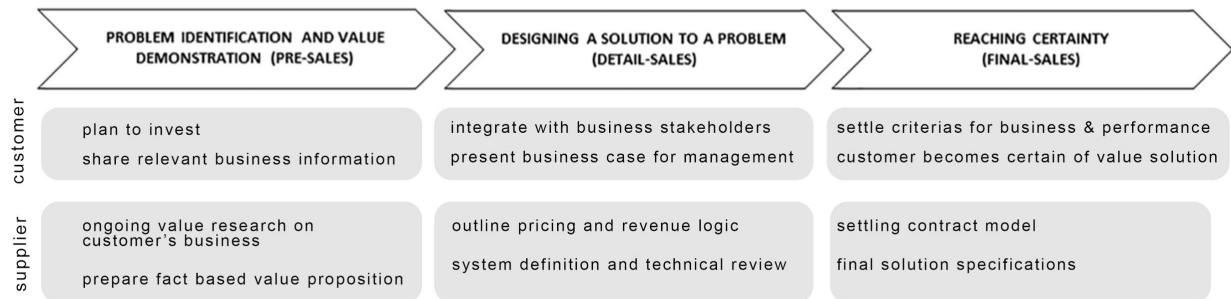 PROBLEM IDENTIFICATION AND VALUE
DEMONSTRATION (PRE-SALES)
DESIGNING A SOLUTION TO A PROBLEM
(DETAIL-SALES)
REACHING CERTAINTY
(FINAL-SALES)
customer
plan to invest
share relevant business information
integrate with business stakeholders
present business case for management
settle criterias for business & performance
customer becomes certain of value solution
supplier
ongoing value research on
customer's business
prepare fact based value proposition
outline pricing and revenue logic
system definition and technical review
settling contract model
final solution specifications